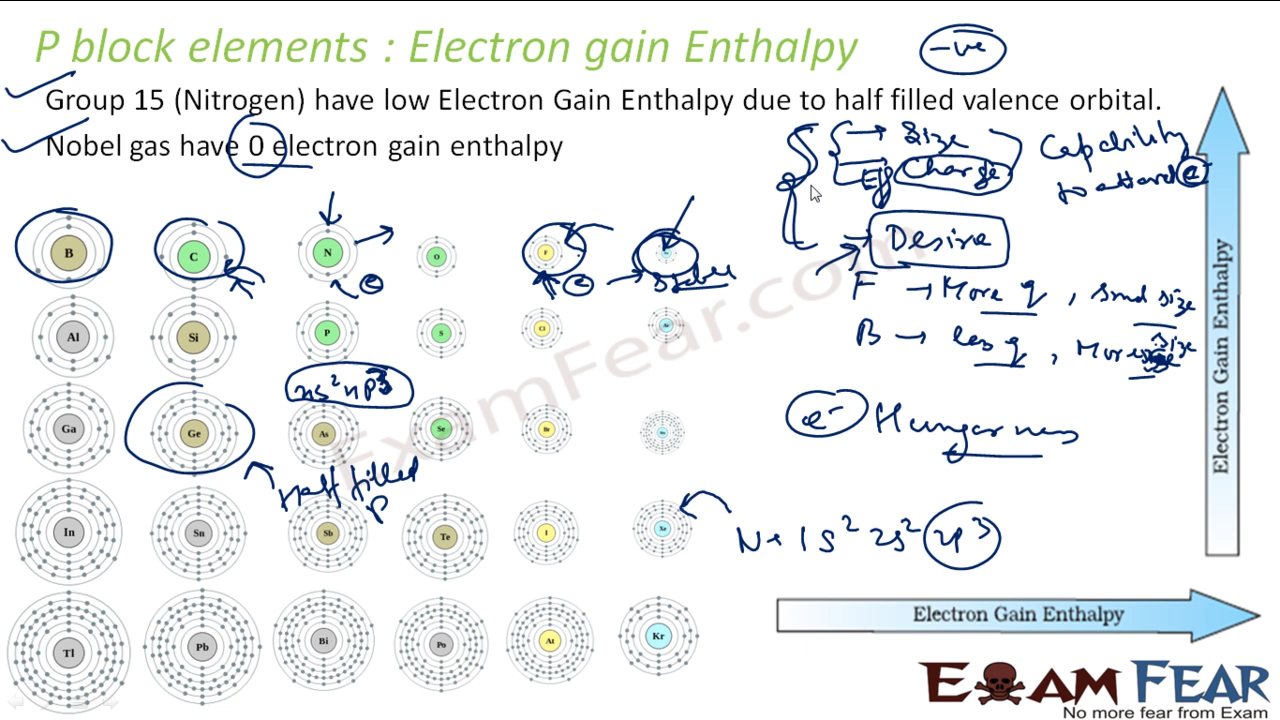 P block elements : Electron gain Enthalpy
-ve
Group 15 (Nitrogen) have low Electron Gain Enthalpy due to half filled valence orbital.
Nobel gas have 0 electron gain enthalpy
Size
Eff Charge
Capability
to attract e-
Desire
F → More q, small size
B → less q, More size
e- Hungerness
N → 1s² 2s² 2p³
B C N O F
e- e- stable
Al Si P S Cl Ar
ns² np³
Ga Ge As Se Br
Half filled
P
In Sn Sb Te I Xe
Tl Pb Bi Po At Kr
Electron Gain Enthalpy
Electron Gain Enthalpy
ExamFear.com
EXAM FEAR
No more fear from Exam